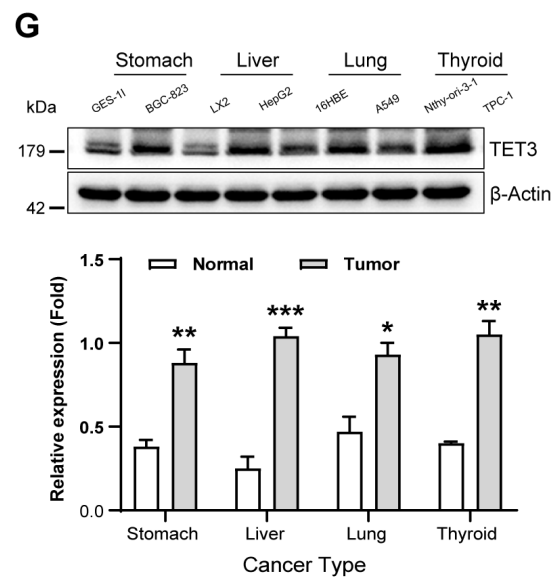 G
Stomach Liver Lung Thyroid
kDa GES-1l BGC-823 LX2 HepG2 16HBE A549 Nthy-ori-3-1 TPC-1
179 TET3
42 β-Actin
1.5 Normal Tumor
** *** * **
1.0
0.5
0.0
Relative expression (Fold)
Stomach Liver Lung Thyroid
Cancer Type